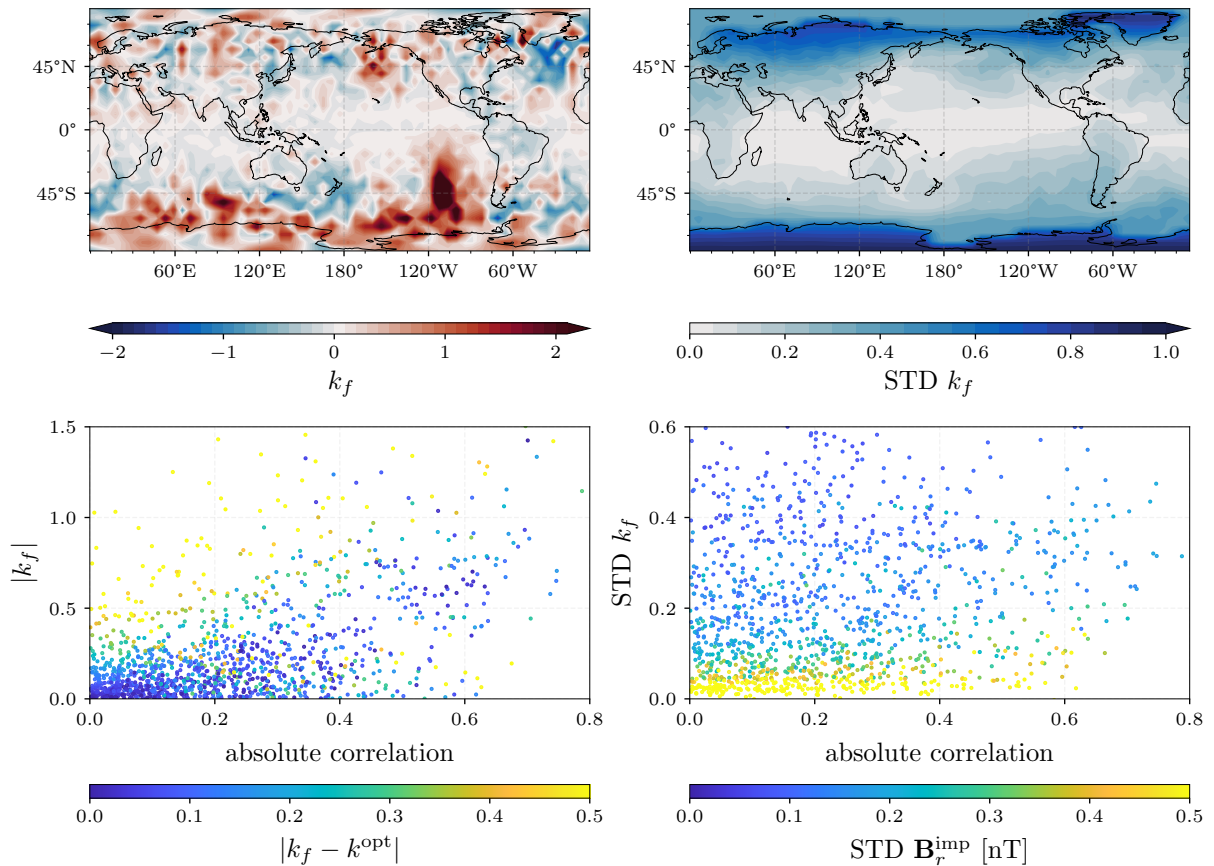 45°N
0°
45°S
60°E 120°E 180° 120°W 60°W
45°N
0°
45°S
60°E 120°E 180° 120°W 60°W
−2 −1 0 1 2
k_f
0.0 0.2 0.4 0.6 0.8 1.0
STD k_f
1.5
1.0
0.5
0.0
|k_f|
0.0 0.2 0.4 0.6 0.8
absolute correlation
0.6
0.4
0.2
0.0
STD k_f
0.0 0.2 0.4 0.6 0.8
absolute correlation
0.0 0.1 0.2 0.3 0.4 0.5
|k_f − k^opt|
0.0 0.1 0.2 0.3 0.4 0.5
STD B_r^imp [nT]